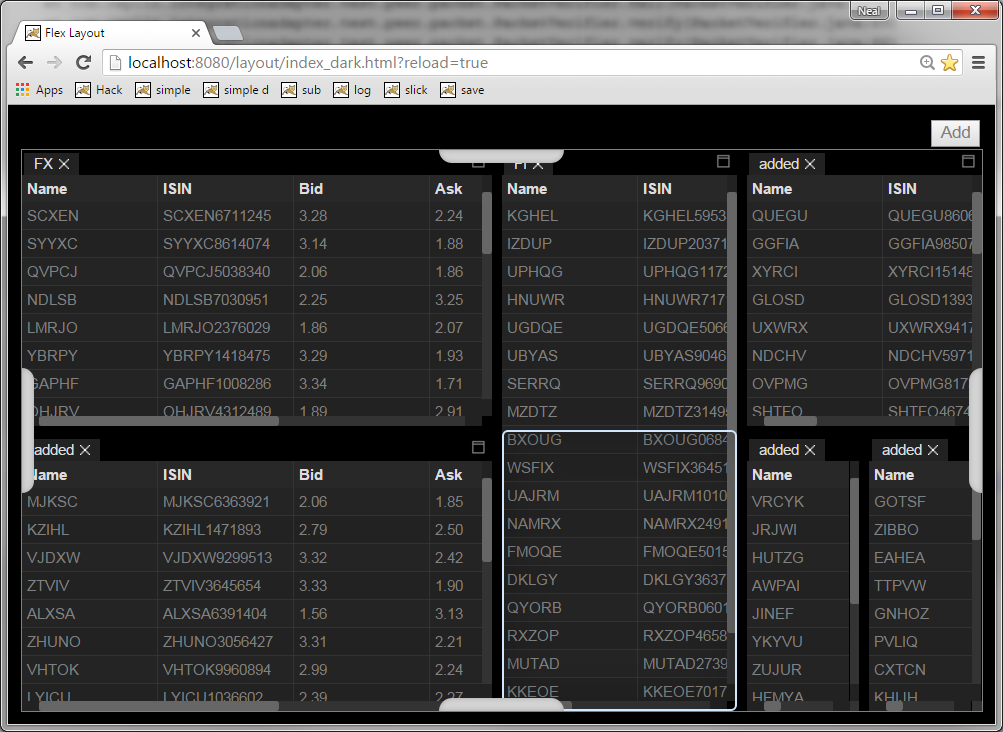 Neal
Flex Layout
localhost:8080/layout/index_dark.html?reload=true
Apps Hack simple simple d sub log slick save
Add
FX
Name ISIN Bid Ask
SCXEN SCXEN6711245 3.28 2.24
SYYXC SYYXC8614074 3.14 1.88
QVPCJ QVPCJ5038340 2.06 1.86
NDLSB NDLSB7030951 2.25 3.25
LMRJO LMRJO2376029 1.86 2.07
YBRPY YBRPY1418475 3.29 1.93
GAPHF GAPHF1008286 3.34 1.71
OHJRV OHJRV4312489 1.89 2.91
added
Name ISIN Bid Ask
MJKSC MJKSC6363921 2.06 1.85
KZIHL KZIHL1471893 2.79 2.50
VJDXW VJDXW9299513 3.32 2.42
ZTVIV ZTVIV3645654 3.33 1.90
ALXSA ALXSA6391404 1.56 3.13
ZHUNO ZHUNO3056427 3.31 2.21
VHTOK VHTOK9960894 2.99 2.24
LYICU LYICU1036602 2.39 2.27
Name ISIN
KGHEL KGHEL5953
IZDUP IZDUP20371
UPHQG UPHQG1172
HNUWR HNUWR717
UGDQE UGDQE5066
UBYAS UBYAS9046
SERRQ SERRQ9690
MZDTZ MZDTZ3149
BXOUG BXOUG0684
WSFIX WSFIX36451
UAJRM UAJRM1010
NAMRX NAMRX2491
FMOQE FMOQE5015
DKLGY DKLGY3637
QYORB QYORB0601
RXZOP RXZOP4658
MUTAD MUTAD2739
KKEOE KKEOE7017
added
Name ISIN
QUEGU QUEGU8606
GGFIA GGFIA98507
XYRCI XYRCI15148
GLOSD GLOSD1393
UXWRX UXWRX9417
NDCHV NDCHV5971
OVPMG OVPMG817
SHTEO SHTEO4674
added
Name
VRCYK
JRJWI
HUTZG
AWPAI
JINEF
YKYVU
ZUJUR
HEMYA
added
Name
GOTSF
ZIBBO
EAHEA
TTPVW
GNHOZ
PVLIQ
CXTCN